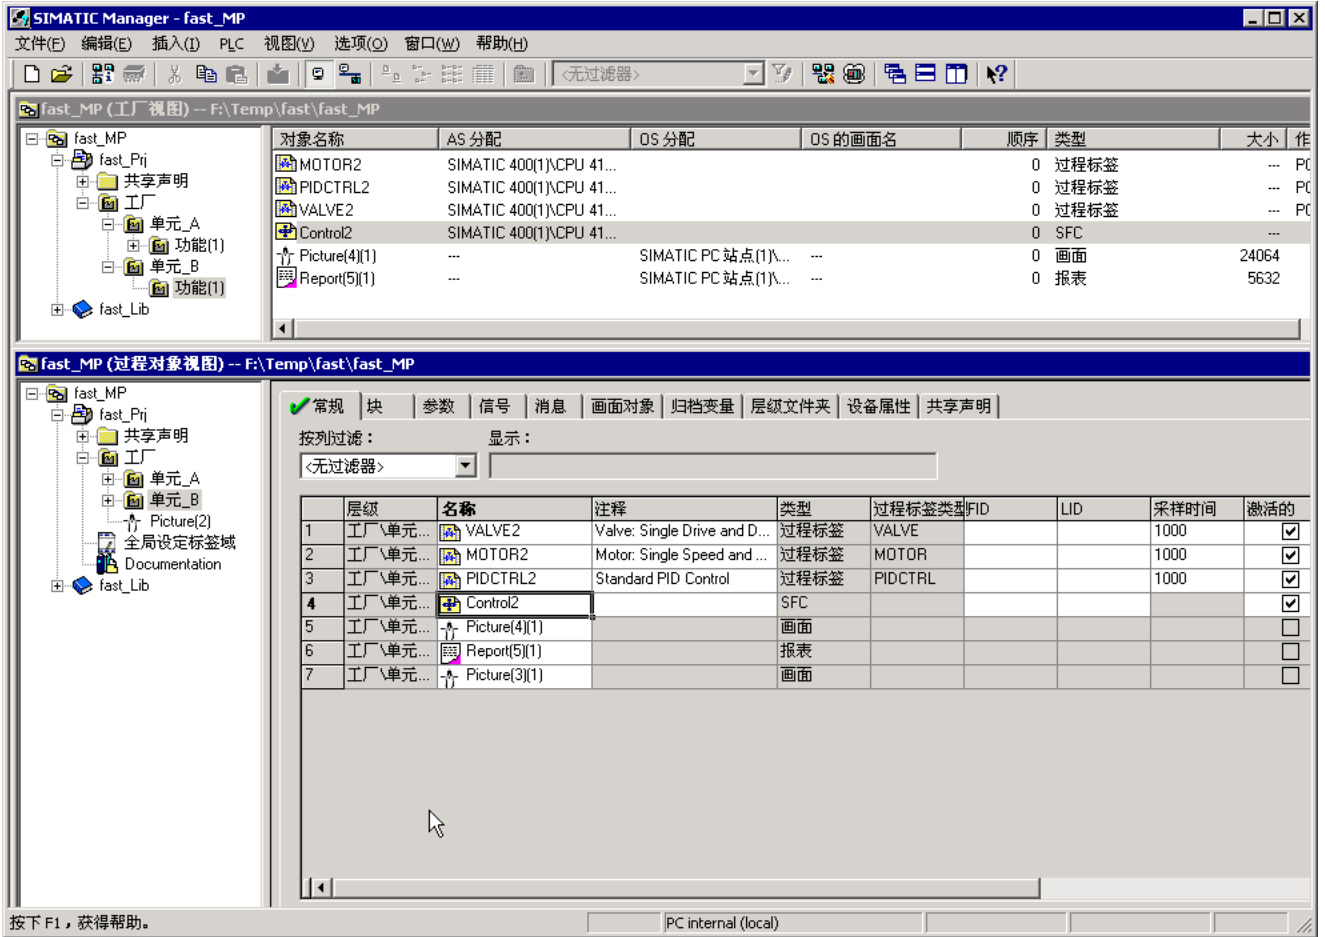 SIMATIC Manager - fast_MP
文件(F) 编辑(E) 插入(I) PLC 视图(V) 选项(O) 窗口(W) 帮助(H)
<无过滤器>
fast_MP (工厂视图) -- F:\Temp\fast\fast_MP
fast_MP
fast_Prj
共享声明
工厂
单元_A
功能(1)
单元_B
功能(1)
fast_Lib
对象名称 AS 分配 OS 分配 OS 的画面名 顺序 类型 大小 作
MOTOR2 SIMATIC 400(1)\CPU 41... 0 过程标签 --- PC
PIDCTRL2 SIMATIC 400(1)\CPU 41... 0 过程标签 --- PC
VALVE2 SIMATIC 400(1)\CPU 41... 0 过程标签 --- PC
Control2 SIMATIC 400(1)\CPU 41... 0 SFC ---
Picture(4)(1) --- SIMATIC PC 站点(1)\... --- 0 画面 24064
Report(5)(1) --- SIMATIC PC 站点(1)\... --- 0 报表 5632
fast_MP (过程对象视图) -- F:\Temp\fast\fast_MP
fast_MP
fast_Prj
共享声明
工厂
单元_A
单元_B
Picture(2)
全局设定标签域
Documentation
fast_Lib
常规 块 参数 信号 消息 画面对象 归档变量 层级文件夹 设备属性 共享声明
按列过滤： 显示：
<无过滤器>
层级 名称 注释 类型 过程标签类型 FID LID 采样时间 激活的
1 工厂\单元... VALVE2 Valve: Single Drive and D... 过程标签 VALVE 1000
2 工厂\单元... MOTOR2 Motor: Single Speed and ... 过程标签 MOTOR 1000
3 工厂\单元... PIDCTRL2 Standard PID Control 过程标签 PIDCTRL 1000
4 工厂\单元... Control2 SFC
5 工厂\单元... Picture(4)(1) 画面
6 工厂\单元... Report(5)(1) 报表
7 工厂\单元... Picture(3)(1) 画面
按下 F1，获得帮助。 PC internal (local)